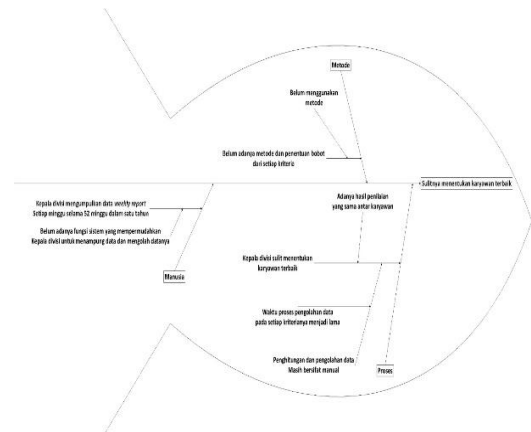 Metode
Belum menggunakan
metode
Belum adanya metode dan penentuan bobot
dari setiap kriteria
Sulitnya menentukan karyawan terbaik
Kepala divisi mengumpulkan data weekly report
Setiap minggu selama 52 minggu dalam satu tahun
Belum adanya fungsi sistem yang mempermudahkan
Kepala divisi untuk menampung data dan mengolah datanya
Manusia
Adanya hasil penilaian
yang sama antar karyawan
Kepala divisi sulit menentukan
karyawan terbaik
Waktu proses pengolahan data
pada setiap kriterianya menjadi lama
Penghitungan dan pengolahan data
Masih bersifat manual
Proses